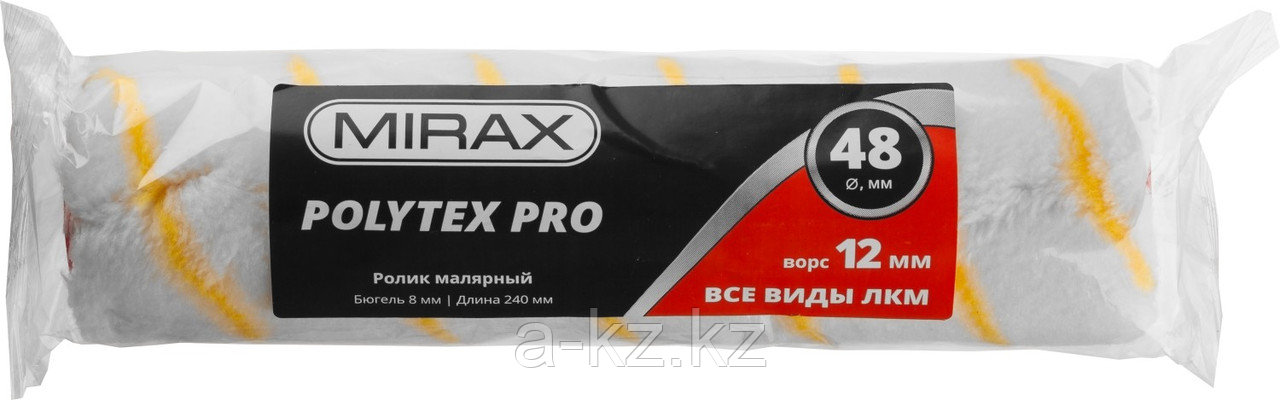 MIRAX
POLYTEX PRO
Ролик малярный
Бюгель 8 мм | Длина 240 мм
48
Ø, мм
ворс 12 мм
ВСЕ ВИДЫ ЛКМ
a-kz.kz